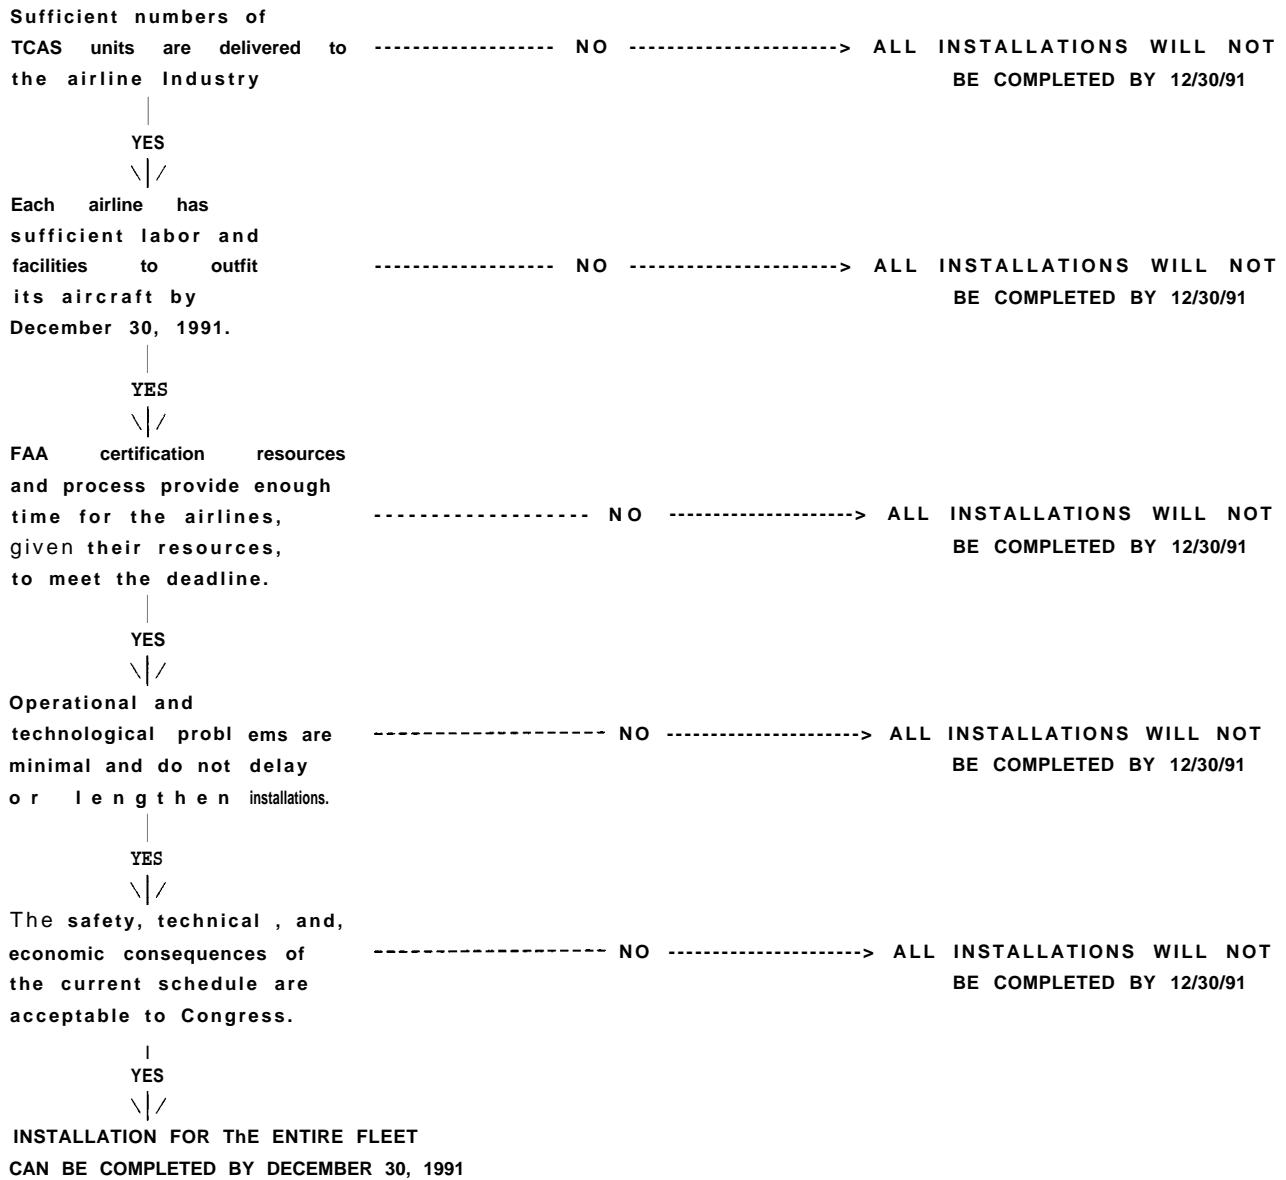 Sufficient numbers of
TCAS units are delivered to ------------------ NO ---------------------> ALL INSTALLATIONS WILL NOT
the airline Industry BE COMPLETED BY 12/30/91
YES
Each airline has
sufficient labor and
facilities to outfit ------------------ NO ---------------------> ALL INSTALLATIONS WILL NOT
its aircraft by BE COMPLETED BY 12/30/91
December 30, 1991.
YES
FAA certification resources
and process provide enough
time for the airlines, ------------------ NO --------------------> ALL INSTALLATIONS WILL NOT
given their resources, BE COMPLETED BY 12/30/91
to meet the deadline.
YES
Operational and
technological probl ems are ------------------ NO --------------------> ALL INSTALLATIONS WILL NOT
minimal and do not delay BE COMPLETED BY 12/30/91
or lengthen installations.
YES
The safety, technical , and,
economic consequences of ------------------ NO --------------------> ALL INSTALLATIONS WILL NOT
the current schedule are BE COMPLETED BY 12/30/91
acceptable to Congress.
YES
INSTALLATION FOR ThE ENTIRE FLEET
CAN BE COMPLETED BY DECEMBER 30, 1991